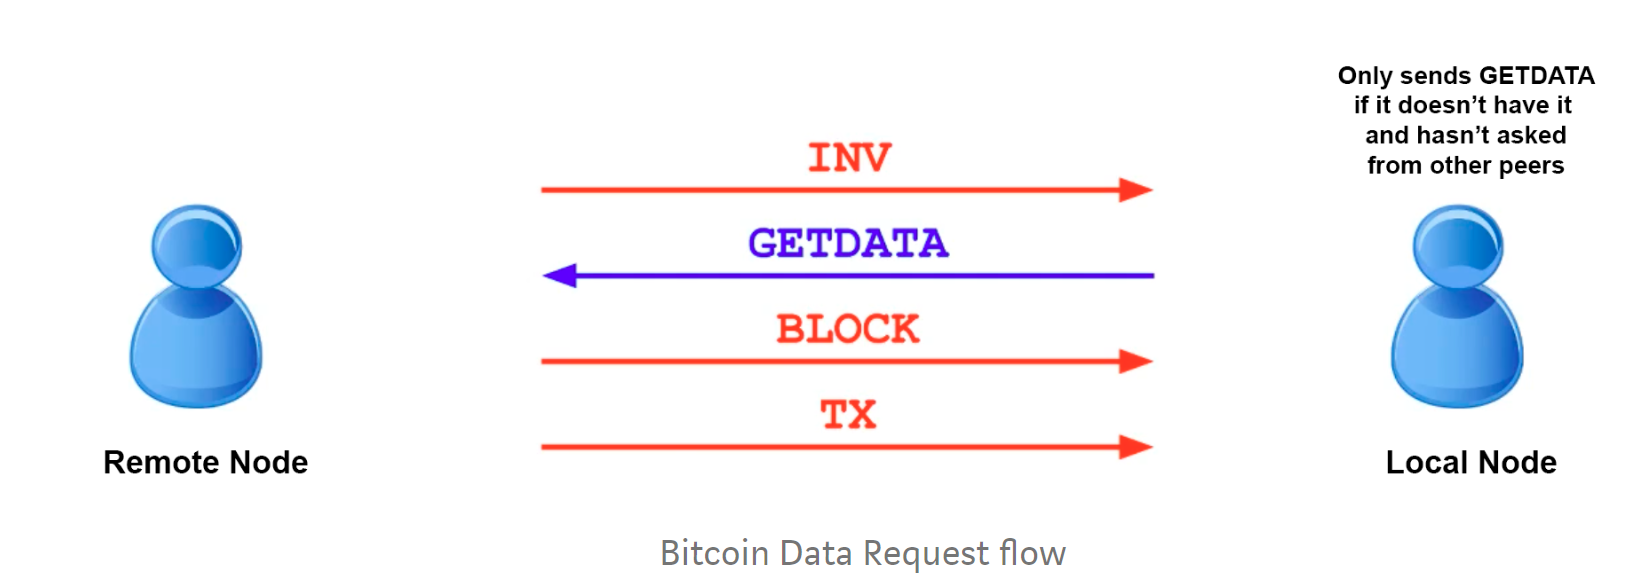 Only sends GETDATA
if it doesn’t have it
and hasn’t asked
from other peers
INV
GETDATA
BLOCK
TX
Remote Node
Local Node
Bitcoin Data Request flow